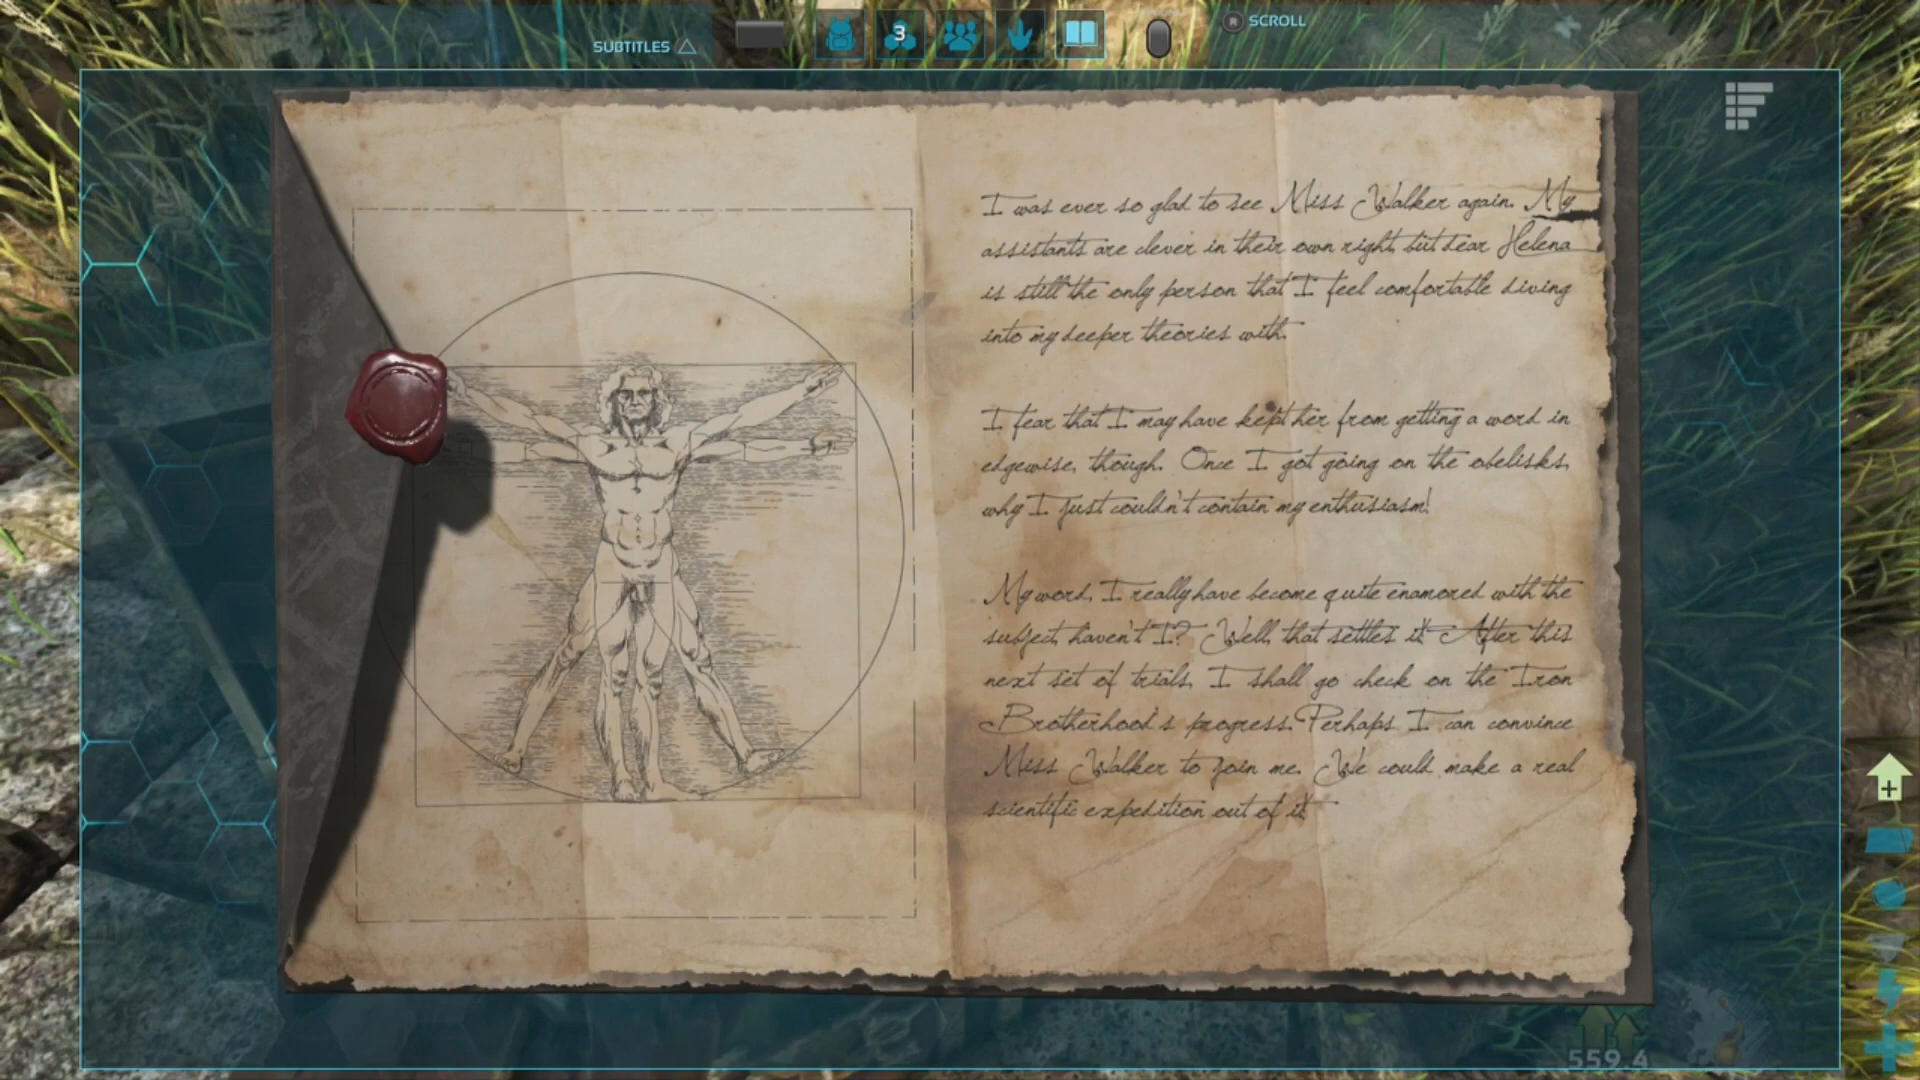 SUBTITLES
3
R SCROLL
I was ever so glad to see Miss Walker again. My
assistants are clever in their own right, but dear Helena
is still the only person that I feel comfortable diving
into my deeper theories with.
I fear that I may have kept her from getting a word in
edgewise, though. Once I got going on the obelisks,
why I just couldn't contain my enthusiasm!
My word, I really have become quite enamored with the
subject, haven't I? Well, that settles it. After this
next set of trials, I shall go check on the Iron
Brotherhood's progress. Perhaps I can convince
Miss Walker to join me. We could make a real
scientific expedition out of it.
559.4